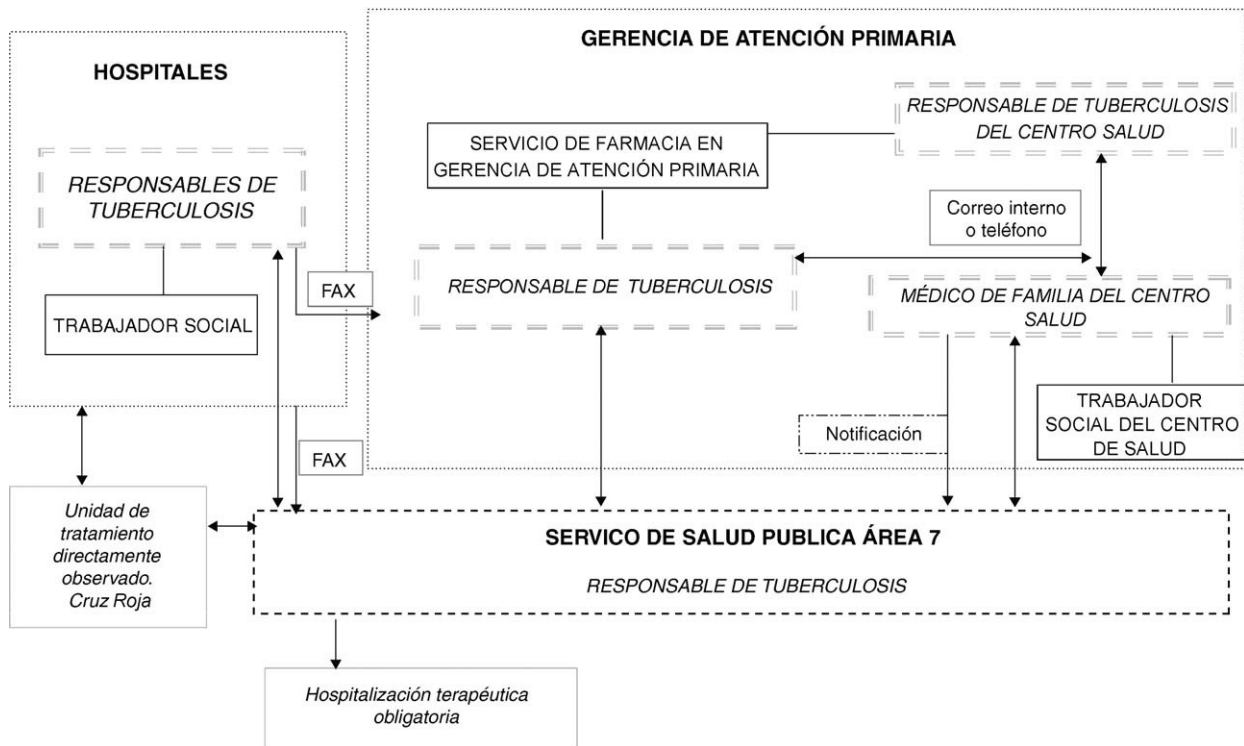 HOSPITALES
RESPONSABLES DE
TUBERCULOSIS
TRABAJADOR SOCIAL
FAX
FAX
GERENCIA DE ATENCIÓN PRIMARIA
SERVICIO DE FARMACIA EN
GERENCIA DE ATENCIÓN PRIMARIA
RESPONSABLE DE TUBERCULOSIS
DEL CENTRO SALUD
Correo interno
o teléfono
RESPONSABLE DE TUBERCULOSIS
MÉDICO DE FAMILIA DEL CENTRO
SALUD
Notificación
TRABAJADOR
SOCIAL DEL CENTRO
DE SALUD
Unidad de
tratamiento
directamente
observado.
Cruz Roja
SERVICO DE SALUD PUBLICA ÁREA 7
RESPONSABLE DE TUBERCULOSIS
Hospitalización terapéutica
obligatoria